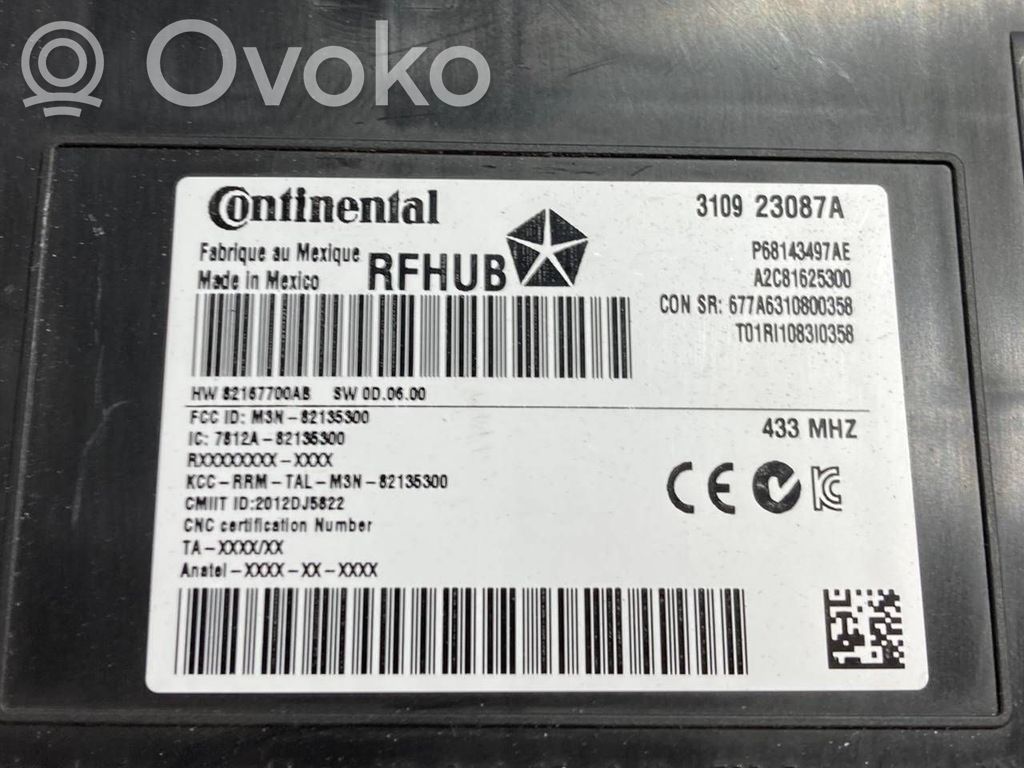 Ovoko
Continental
3109 23087A
Fabrique au Mexique
Made in Mexico
RFHUB
P68143497AE
A2C81625300
CON SR: 677A6310800358
T01RI1083I0358
HW 82167700AB SW 0D.06.00
FCC ID: M3N-82135300
IC: 7812A-82135300
RXXXXXXXX-XXXX
KCC-RRM-TAL-M3N-82135300
CMIIT ID:2012DJ5822
CNC certification Number
TA-XXXX/XX
Anatel-XXXX-XX-XXXX
433 MHZ
CE